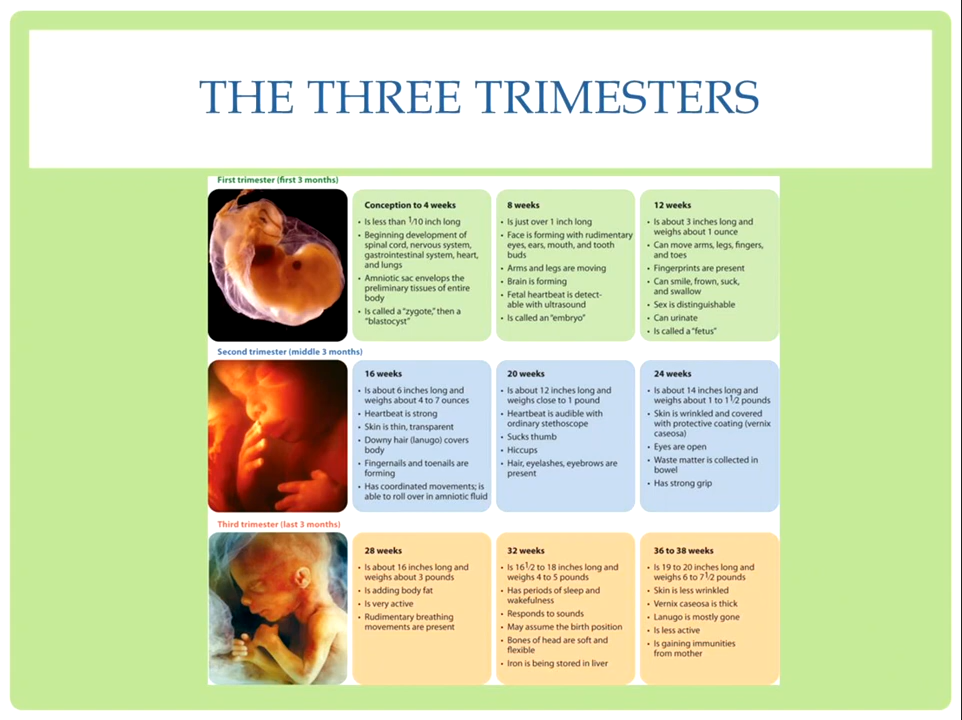 THE THREE TRIMESTERS
First trimester (first 3 months)
Conception to 4 weeks
• Is less than 1/10 inch long
• Beginning development of
spinal cord, nervous system,
gastrointestinal system, heart,
and lungs
• Amniotic sac envelops the
preliminary tissues of entire
body
• Is called a "zygote," then a
"blastocyst"
8 weeks
• Is just over 1 inch long
• Face is forming with rudimentary
eyes, ears, mouth, and tooth
buds
• Arms and legs are moving
• Brain is forming
• Fetal heartbeat is detect-
able with ultrasound
• Is called an "embryo"
12 weeks
• Is about 3 inches long and
weighs about 1 ounce
• Can move arms, legs, fingers,
and toes
• Fingerprints are present
• Can smile, frown, suck,
and swallow
• Sex is distinguishable
• Can urinate
• Is called a "fetus"
Second trimester (middle 3 months)
16 weeks
• Is about 6 inches long and
weighs about 4 to 7 ounces
• Heartbeat is strong
• Skin is thin, transparent
• Downy hair (lanugo) covers
body
• Fingernails and toenails are
forming
• Has coordinated movements; is
able to roll over in amniotic fluid
20 weeks
• Is about 12 inches long and
weighs close to 1 pound
• Heartbeat is audible with
ordinary stethoscope
• Sucks thumb
• Hiccups
• Hair, eyelashes, eyebrows are
present
24 weeks
• Is about 14 inches long and
weighs about 1 to 1 1/2 pounds
• Skin is wrinkled and covered
with protective coating (vernix
caseosa)
• Eyes are open
• Waste matter is collected in
bowel
• Has strong grip
Third trimester (last 3 months)
28 weeks
• Is about 16 inches long and
weighs about 3 pounds
• Is adding body fat
• Is very active
• Rudimentary breathing
movements are present
32 weeks
• Is 16 1/2 to 18 inches long and
weighs 4 to 5 pounds
• Has periods of sleep and
wakefulness
• Responds to sounds
• May assume the birth position
• Bones of head are soft and
flexible
• Iron is being stored in liver
36 to 38 weeks
• Is 19 to 20 inches long and
weighs 6 to 7 1/2 pounds
• Skin is less wrinkled
• Vernix caseosa is thick
• Lanugo is mostly gone
• Is less active
• Is gaining immunities
from mother